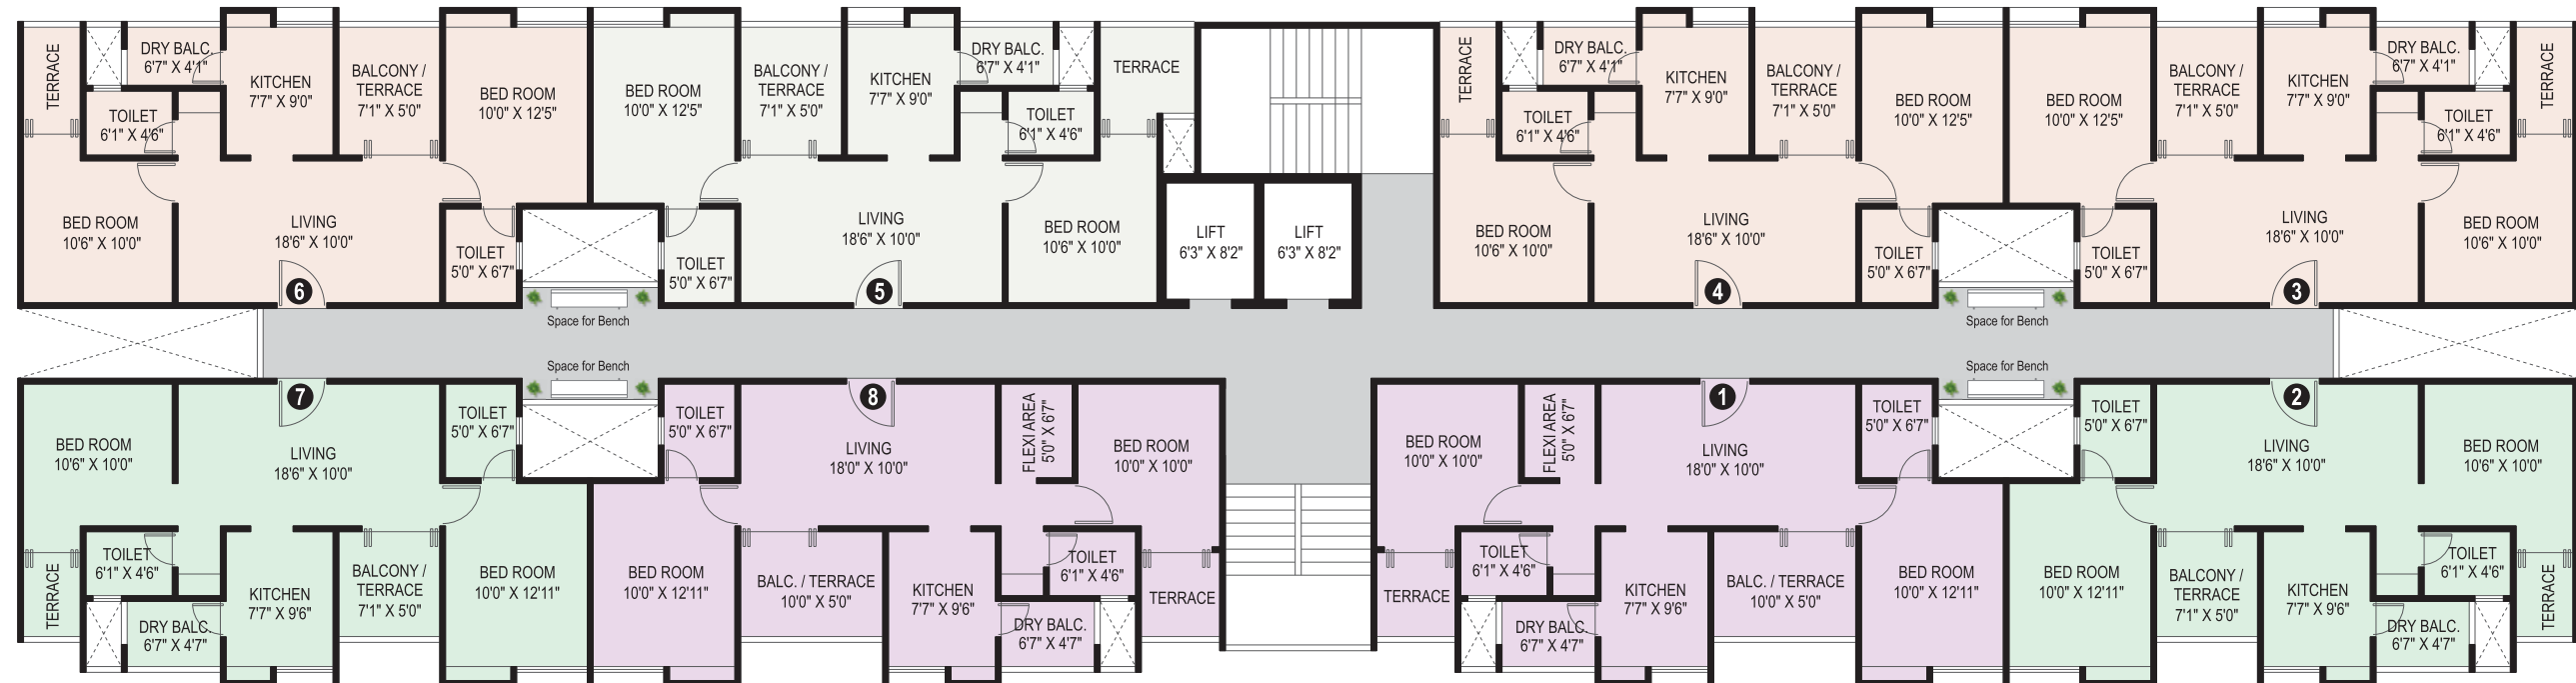 TERRACE
DRY BALC.
6'7" X 4'1"
KITCHEN
7'7" X 9'0"
BALCONY /
TERRACE
7'1" X 5'0"
BED ROOM
10'0" X 12'5"
TOILET
6'1" X 4'6"
BED ROOM
10'6" X 10'0"
LIVING
18'6" X 10'0"
TOILET
5'0" X 6'7"
6
BED ROOM
10'0" X 12'5"
BALCONY /
TERRACE
7'1" X 5'0"
KITCHEN
7'7" X 9'0"
DRY BALC.
6'7" X 4'1"
TERRACE
TOILET
6'1" X 4'6"
LIVING
18'6" X 10'0"
BED ROOM
10'6" X 10'0"
TOILET
5'0" X 6'7"
5
LIFT
6'3" X 8'2"
LIFT
6'3" X 8'2"
TERRACE
DRY BALC.
6'7" X 4'1"
KITCHEN
7'7" X 9'0"
BALCONY /
TERRACE
7'1" X 5'0"
BED ROOM
10'0" X 12'5"
TOILET
6'1" X 4'6"
BED ROOM
10'6" X 10'0"
LIVING
18'6" X 10'0"
TOILET
5'0" X 6'7"
4
BED ROOM
10'0" X 12'5"
BALCONY /
TERRACE
7'1" X 5'0"
KITCHEN
7'7" X 9'0"
DRY BALC.
6'7" X 4'1"
TERRACE
TOILET
6'1" X 4'6"
LIVING
18'6" X 10'0"
BED ROOM
10'6" X 10'0"
TOILET
5'0" X 6'7"
3
Space for Bench
Space for Bench
Space for Bench
Space for Bench
7
BED ROOM
10'6" X 10'0"
LIVING
18'6" X 10'0"
TOILET
5'0" X 6'7"
TOILET
6'1" X 4'6"
TERRACE
DRY BALC.
6'7" X 4'7"
KITCHEN
7'7" X 9'6"
BALCONY /
TERRACE
7'1" X 5'0"
BED ROOM
10'0" X 12'11"
8
TOILET
5'0" X 6'7"
LIVING
18'0" X 10'0"
FLEXI AREA
5'0" X 6'7"
BED ROOM
10'0" X 10'0"
BED ROOM
10'0" X 12'11"
BALC. / TERRACE
10'0" X 5'0"
KITCHEN
7'7" X 9'6"
TOILET
6'1" X 4'6"
TERRACE
DRY BALC.
6'7" X 4'7"
1
BED ROOM
10'0" X 10'0"
FLEXI AREA
5'0" X 6'7"
LIVING
18'0" X 10'0"
TOILET
5'0" X 6'7"
TOILET
6'1" X 4'6"
TERRACE
DRY BALC.
6'7" X 4'7"
KITCHEN
7'7" X 9'6"
BALC. / TERRACE
10'0" X 5'0"
BED ROOM
10'0" X 12'11"
2
TOILET
5'0" X 6'7"
LIVING
18'6" X 10'0"
BED ROOM
10'6" X 10'0"
BED ROOM
10'0" X 12'11"
BALCONY /
TERRACE
7'1" X 5'0"
KITCHEN
7'7" X 9'6"
TOILET
6'1" X 4'6"
TERRACE
DRY BALC.
6'7" X 4'7"